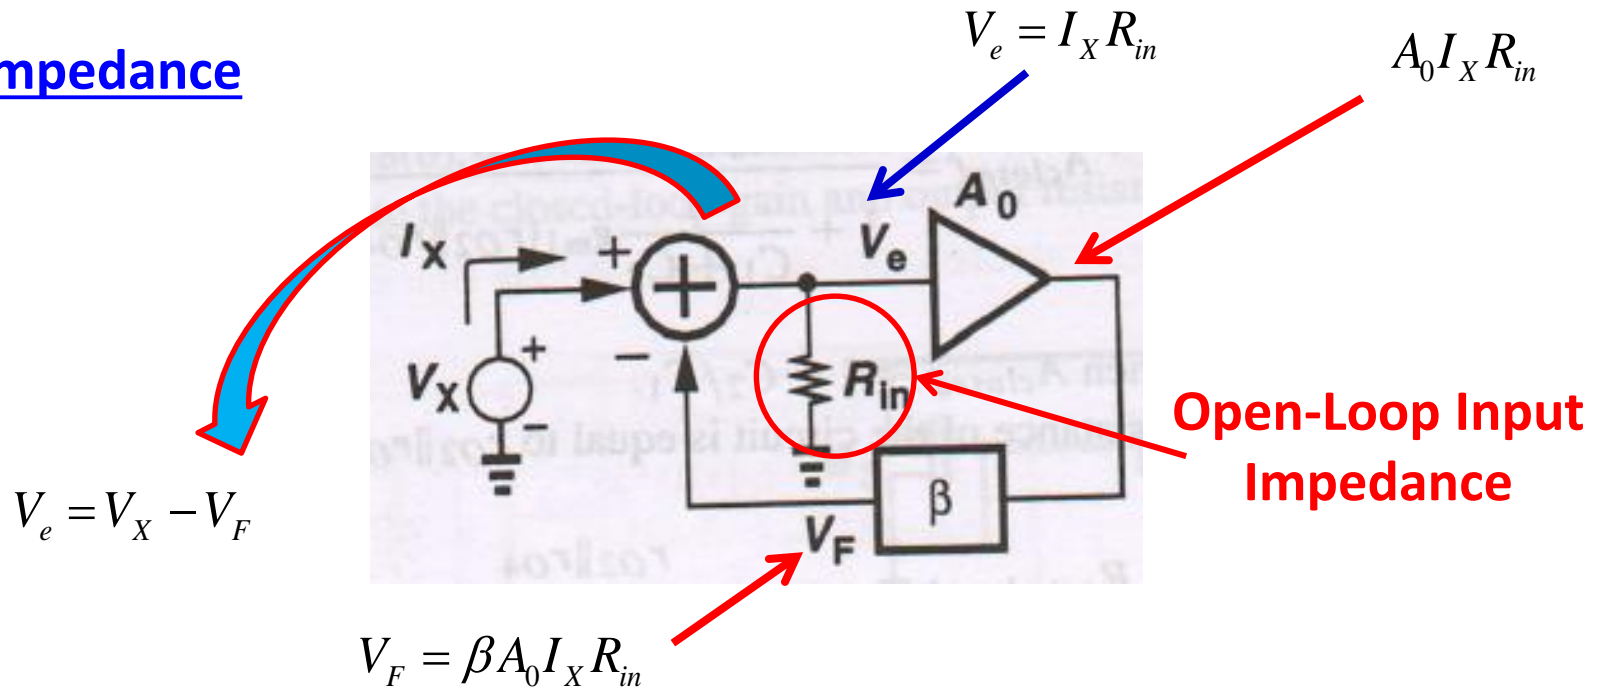 mpedance
V_e = I_X R_in
A_0 I_X R_in
A_0
I_X
+
V_e
+
−
+
V_X
−
R_in
Open-Loop Input
Impedance
β
V_e = V_X − V_F
V_F
V_F = βA_0 I_X R_in